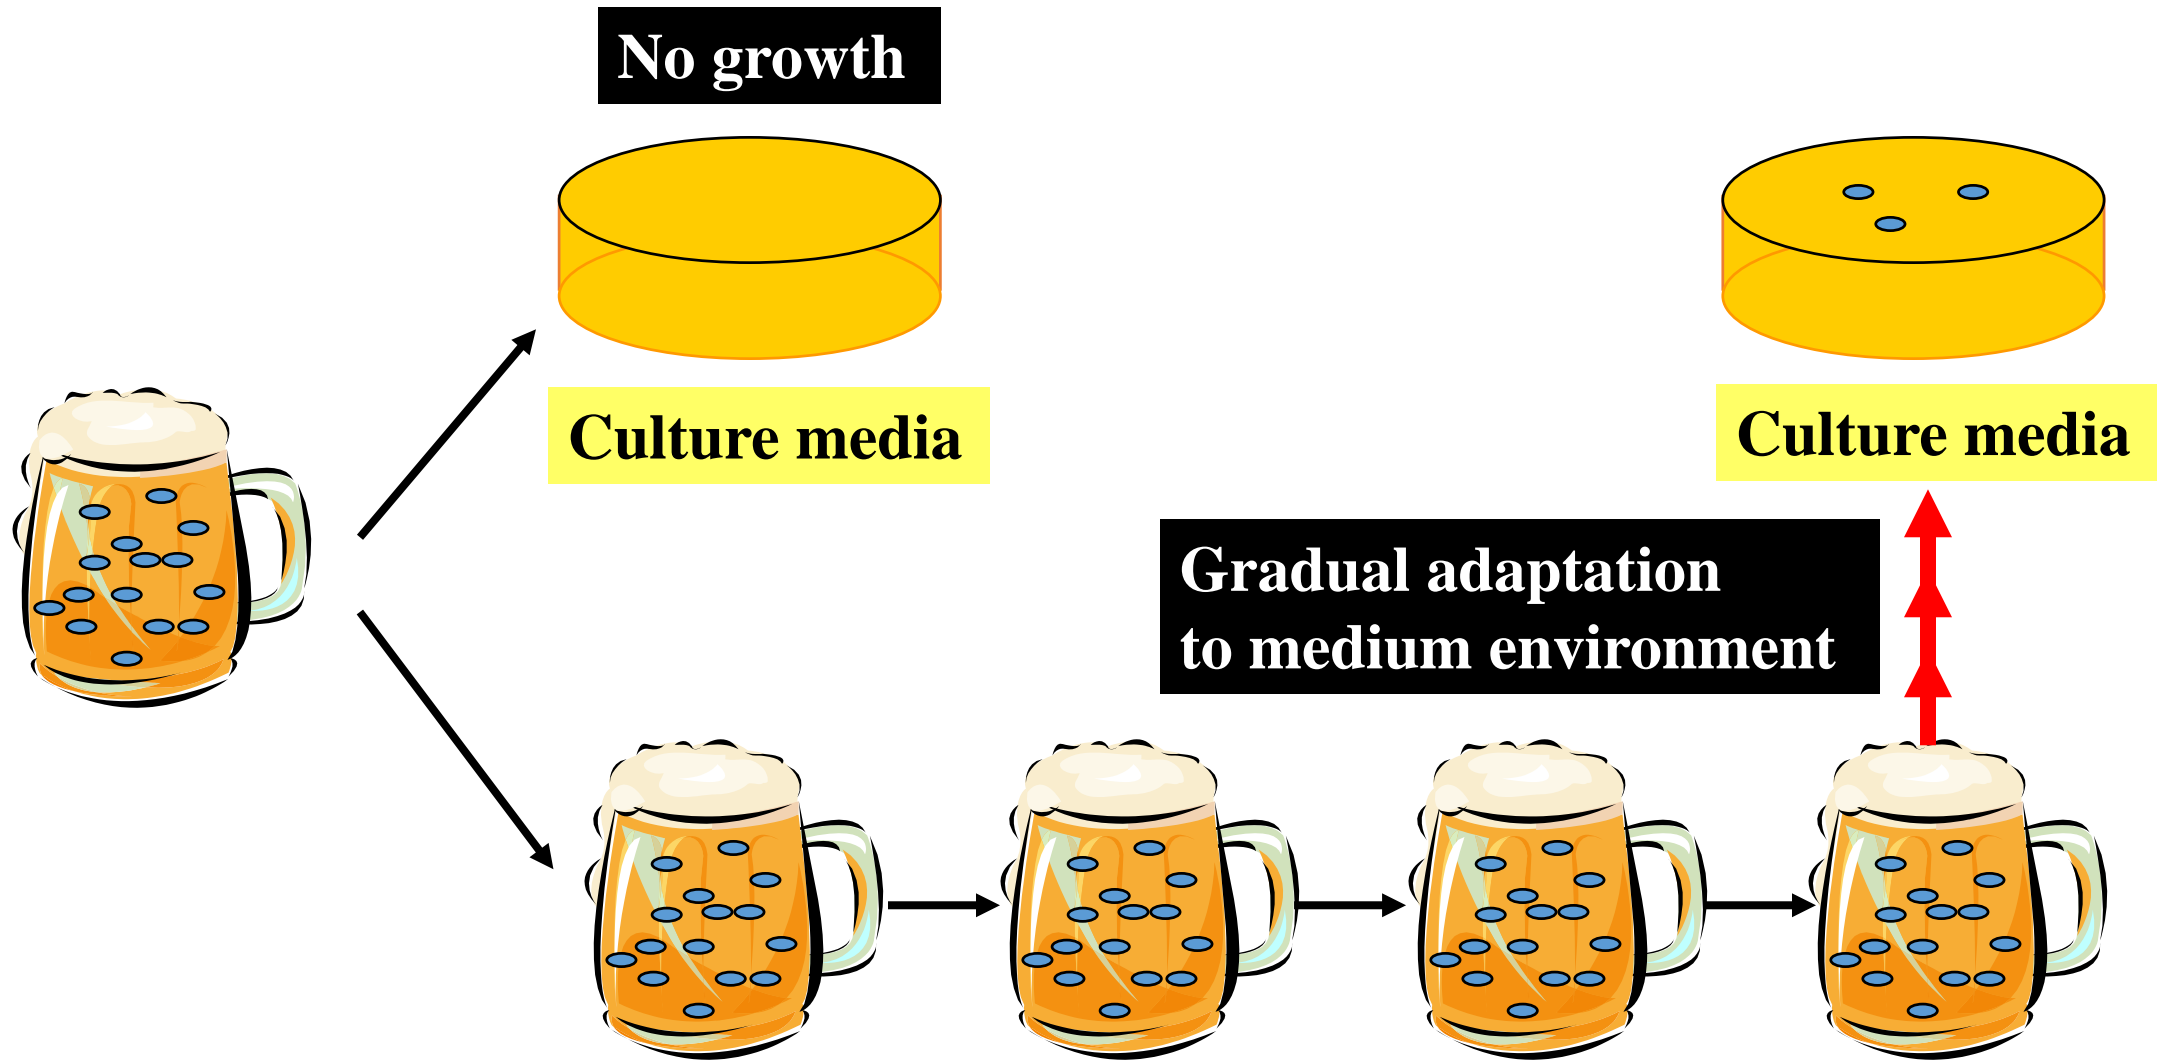 No growth
Culture media
Culture media
Gradual adaptation
to medium environment